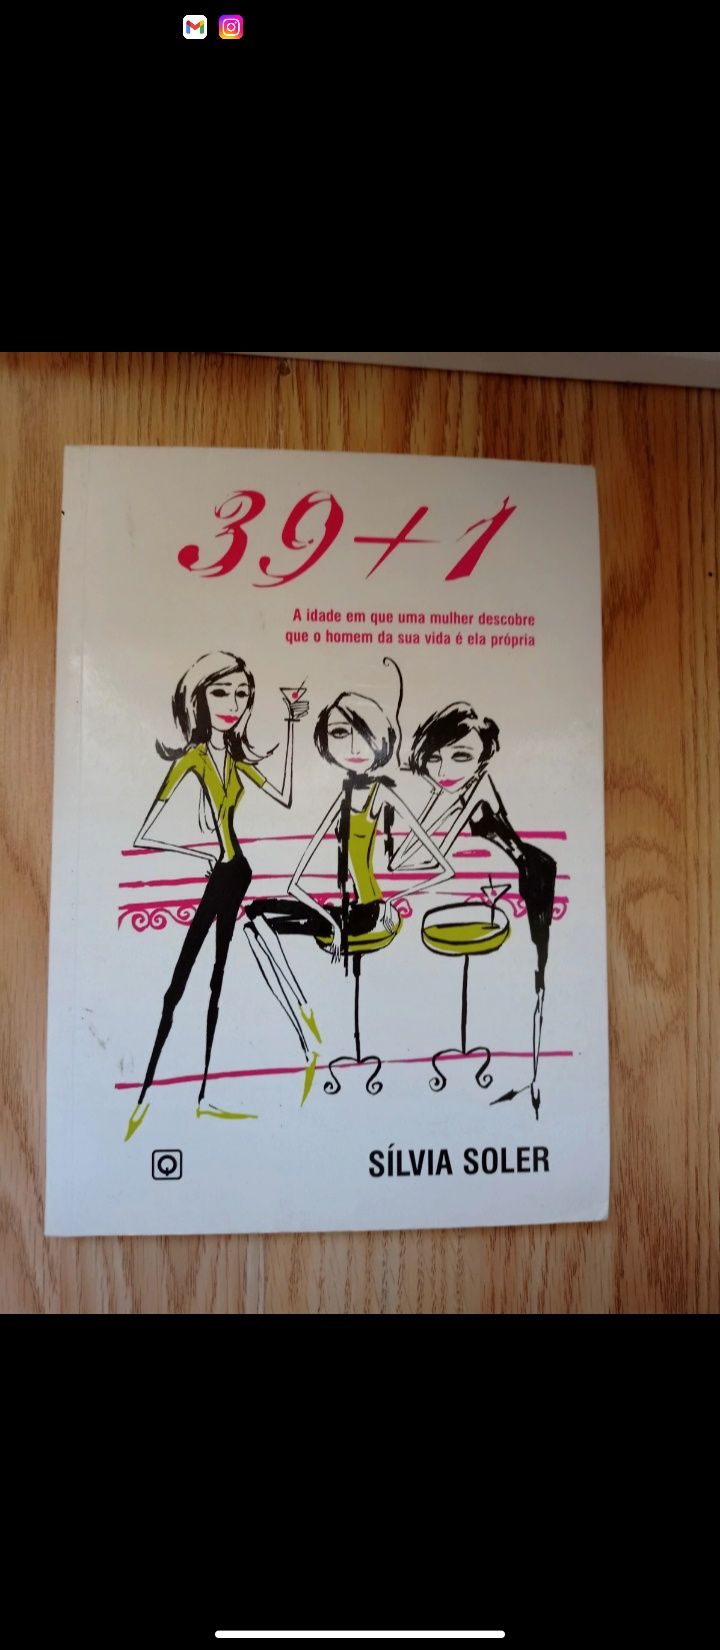 39+1
A idade em que uma mulher descobre
que o homem da sua vida é ela própria
Q
SÍLVIA SOLER